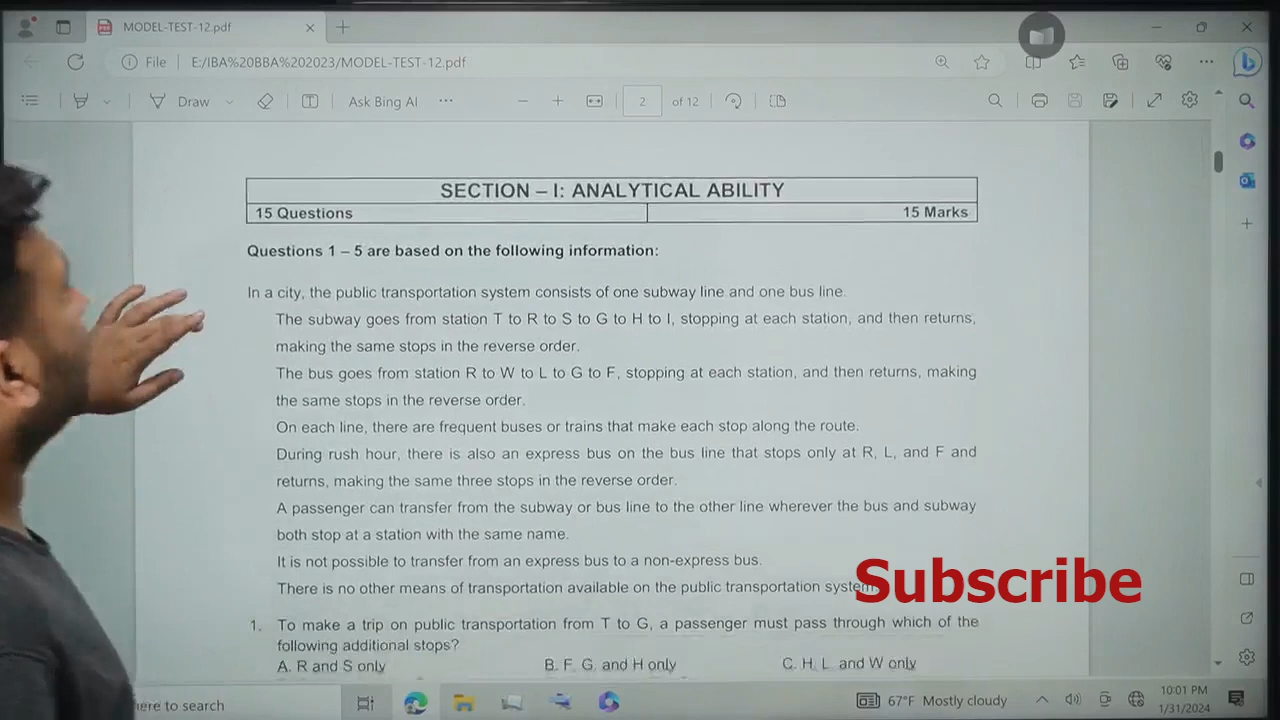 MODEL-TEST-12.pdf
File E:/IBA%20BBA%202023/MODEL-TEST-12.pdf
Draw Ask Bing AI 2 of 12
SECTION – I: ANALYTICAL ABILITY
15 Questions 15 Marks
Questions 1 – 5 are based on the following information:
In a city, the public transportation system consists of one subway line and one bus line.
The subway goes from station T to R to S to G to H to I, stopping at each station, and then returns,
making the same stops in the reverse order.
The bus goes from station R to W to L to G to F, stopping at each station, and then returns, making
the same stops in the reverse order.
On each line, there are frequent buses or trains that make each stop along the route.
During rush hour, there is also an express bus on the bus line that stops only at R, L, and F and
returns, making the same three stops in the reverse order.
A passenger can transfer from the subway or bus line to the other line wherever the bus and subway
both stop at a station with the same name.
It is not possible to transfer from an express bus to a non-express bus.
There is no other means of transportation available on the public transportation system
Subscribe
1. To make a trip on public transportation from T to G, a passenger must pass through which of the
following additional stops?
A. R and S only B. F, G, and H only C. H, L, and W only
here to search 67°F Mostly cloudy 10:01 PM
1/31/2024